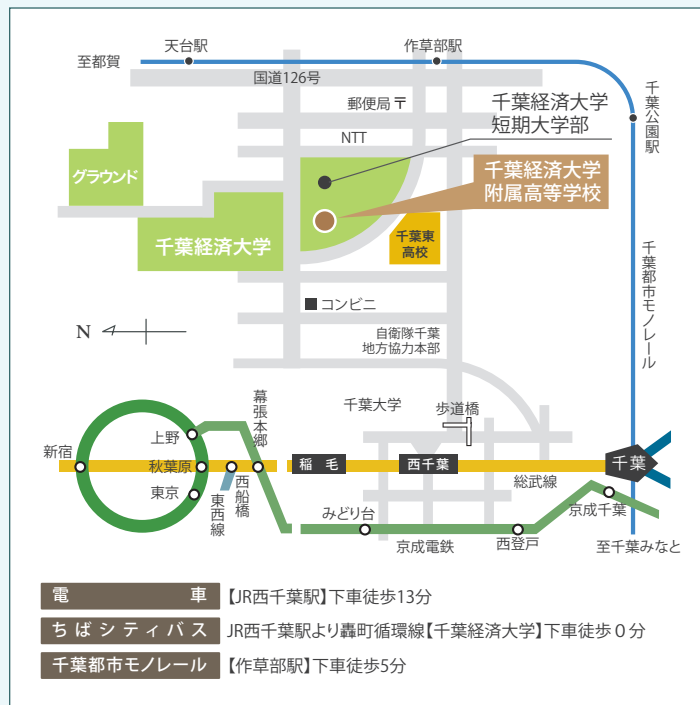 至都賀
天台駅
作草部駅
国道126号
千葉公園駅
郵便局〒
千葉経済大学
短期大学部
NTT
グラウンド
千葉経済大学
附属高等学校
千葉経済大学
千葉東
高校
千葉都市モノレール
コンビニ
N
自衛隊千葉
地方協力本部
千葉大学
歩道橋
幕張本郷
上野
新宿
秋葉原
稲毛
西千葉
千葉
東京
西船橋
東西線
総武線
みどり台
京成電鉄
西登戸
京成千葉
至千葉みなと
電車 【JR西千葉駅】下車徒歩13分
ちばシティバス JR西千葉駅より轟町循環線【千葉経済大学】下車徒歩０分
千葉都市モノレール 【作草部駅】下車徒歩5分